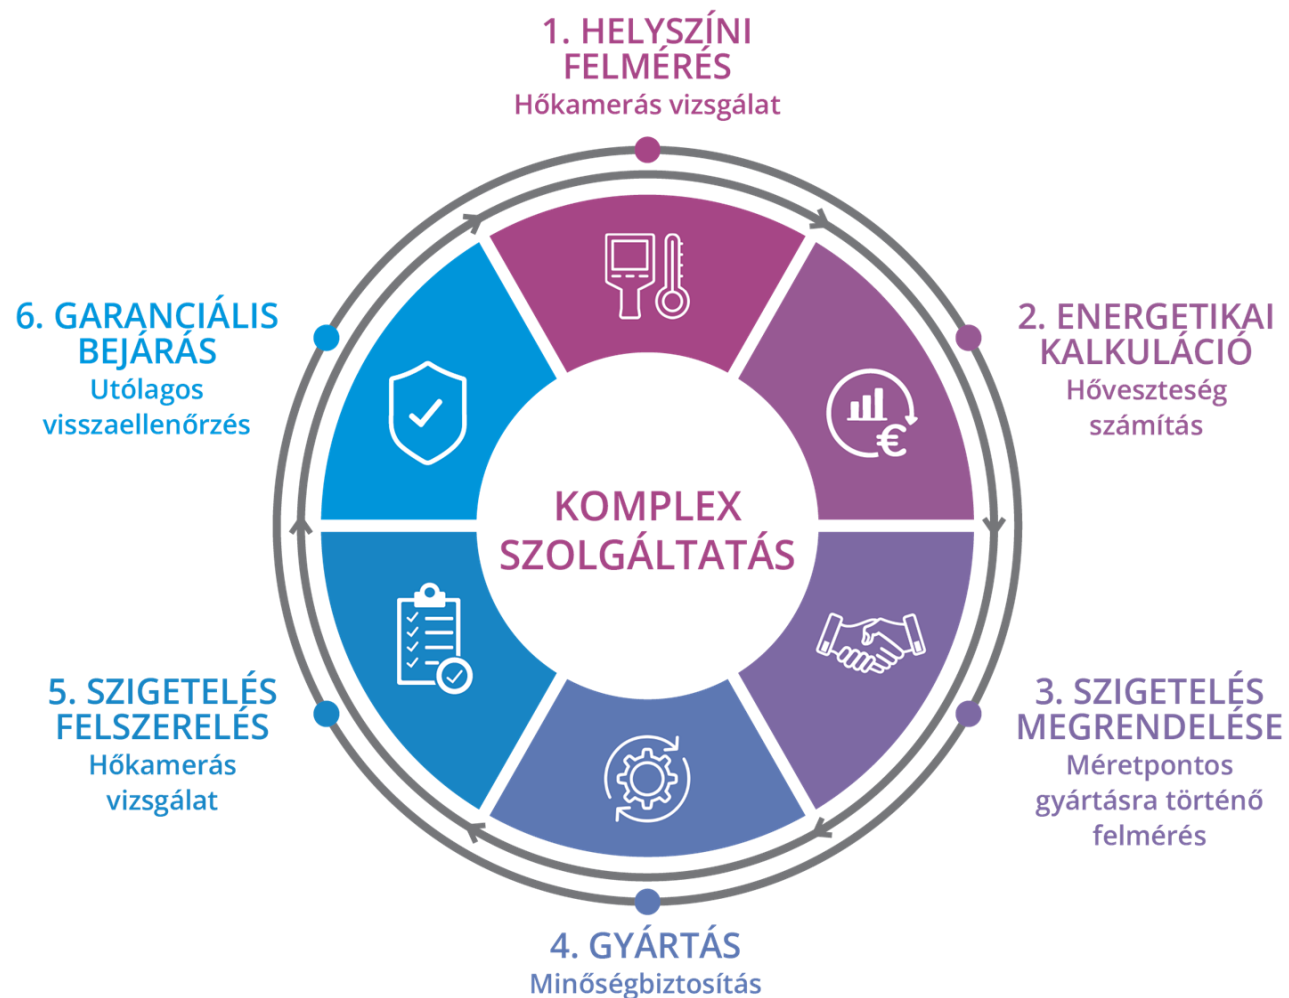 1. HELYSZÍNI
FELMÉRÉS
Hőkamerás vizsgálat
2. ENERGETIKAI
KALKULÁCIÓ
Hőveszteség
számítás
3. SZIGETELÉS
MEGRENDELÉSE
Méretpontos
gyártásra történő
felmérés
4. GYÁRTÁS
Minőségbiztosítás
5. SZIGETELÉS
FELSZERELÉS
Hőkamerás
vizsgálat
6. GARANCIÁLIS
BEJÁRÁS
Utólagos
visszaellenőrzés
KOMPLEX
SZOLGÁLTATÁS
€